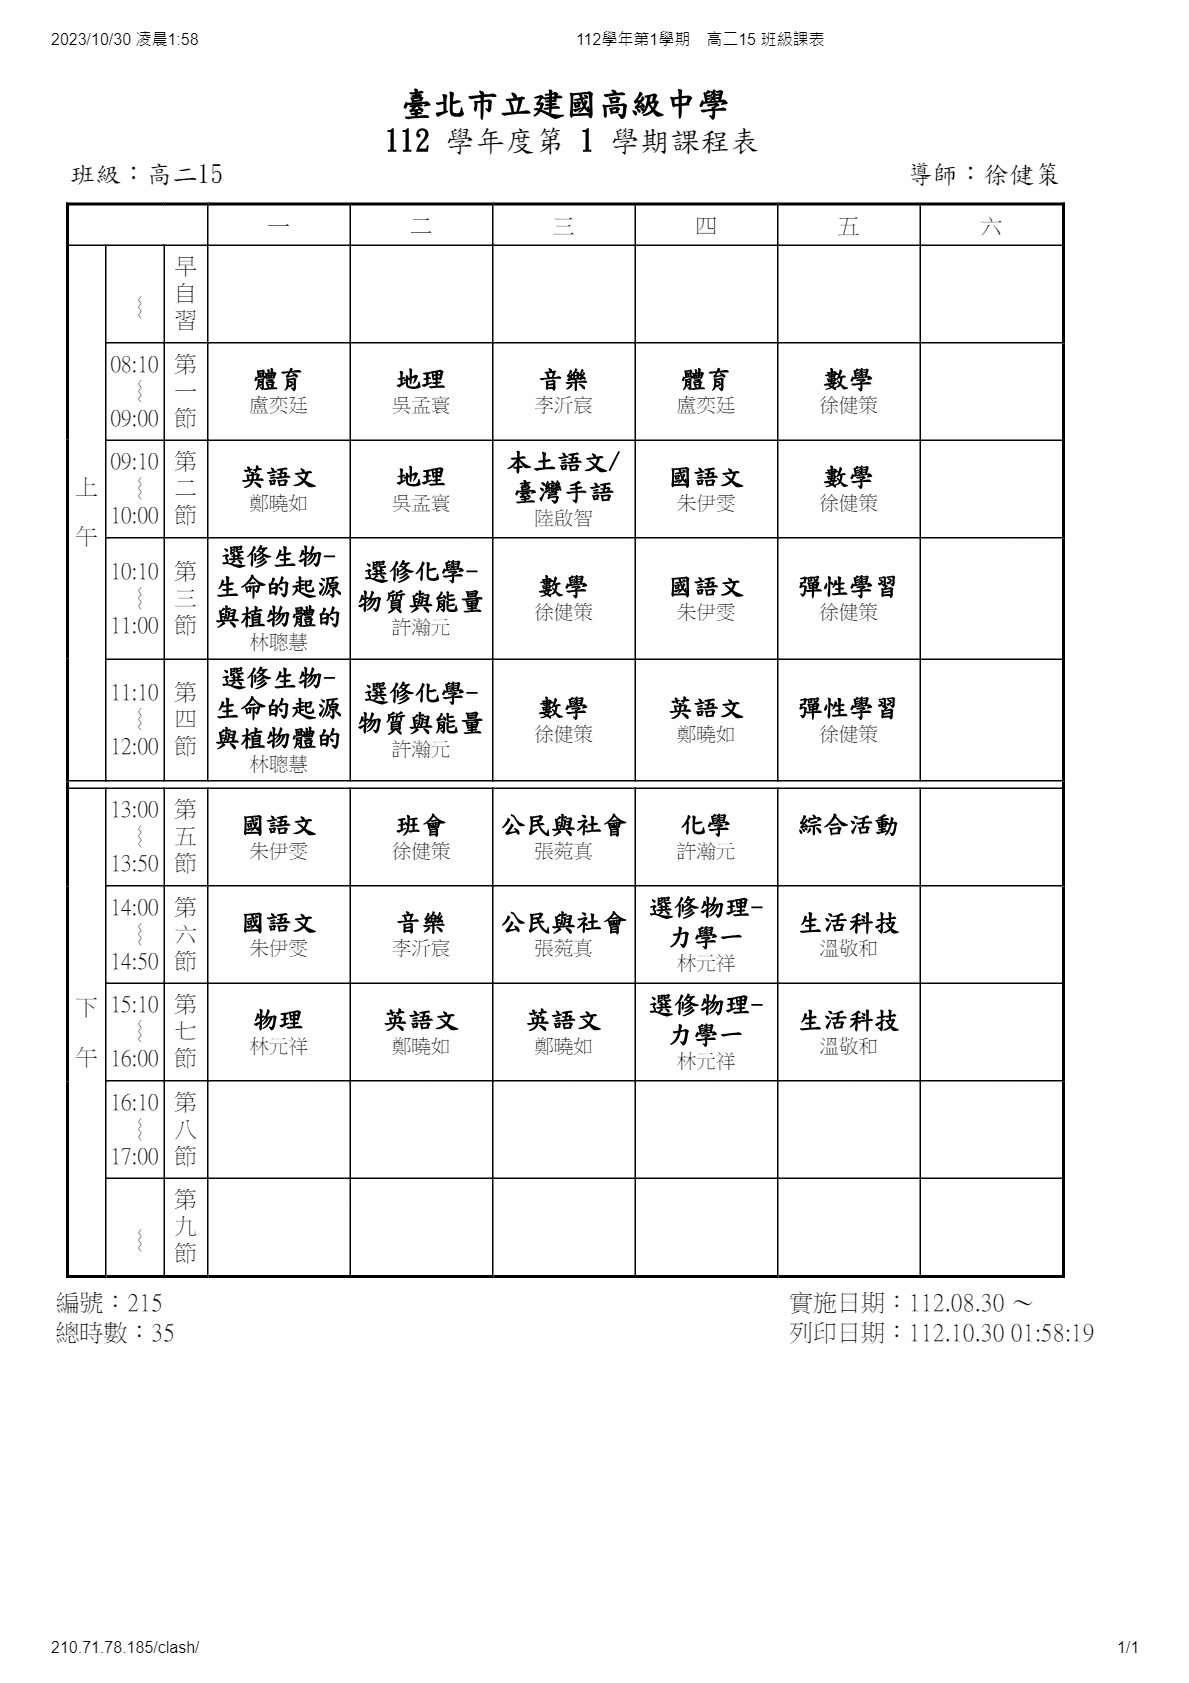 2023/10/30 凌晨1:58
112學年第1學期　高二15 班級課表
臺北市立建國高級中學
112 學年度第 1 學期課程表
班級：高二15
導師：徐健策
一 二 三 四 五 六
上午
早自習
～
08:10 ～ 09:00
第一節
體育
盧奕廷
地理
吳孟寰
音樂
李沂宸
體育
盧奕廷
數學
徐健策
09:10 ～ 10:00
第二節
英語文
鄭曉如
地理
吳孟寰
本土語文/
臺灣手語
陸啟智
國語文
朱伊雯
數學
徐健策
10:10 ～ 11:00
第三節
選修生物-
生命的起源
與植物體的
林聰慧
選修化學-
物質與能量
許瀚元
數學
徐健策
國語文
朱伊雯
彈性學習
徐健策
11:10 ～ 12:00
第四節
選修生物-
生命的起源
與植物體的
林聰慧
選修化學-
物質與能量
許瀚元
數學
徐健策
英語文
鄭曉如
彈性學習
徐健策
下午
13:00 ～ 13:50
第五節
國語文
朱伊雯
班會
徐健策
公民與社會
張菀真
化學
許瀚元
綜合活動
14:00 ～ 14:50
第六節
國語文
朱伊雯
音樂
李沂宸
公民與社會
張菀真
選修物理-
力學一
林元祥
生活科技
溫敬和
15:10 ～ 16:00
第七節
物理
林元祥
英語文
鄭曉如
英語文
鄭曉如
選修物理-
力學一
林元祥
生活科技
溫敬和
16:10 ～ 17:00
第八節
～
第九節
編號：215
實施日期：112.08.30 ～
總時數：35
列印日期：112.10.30 01:58:19
210.71.78.185/clash/
1/1